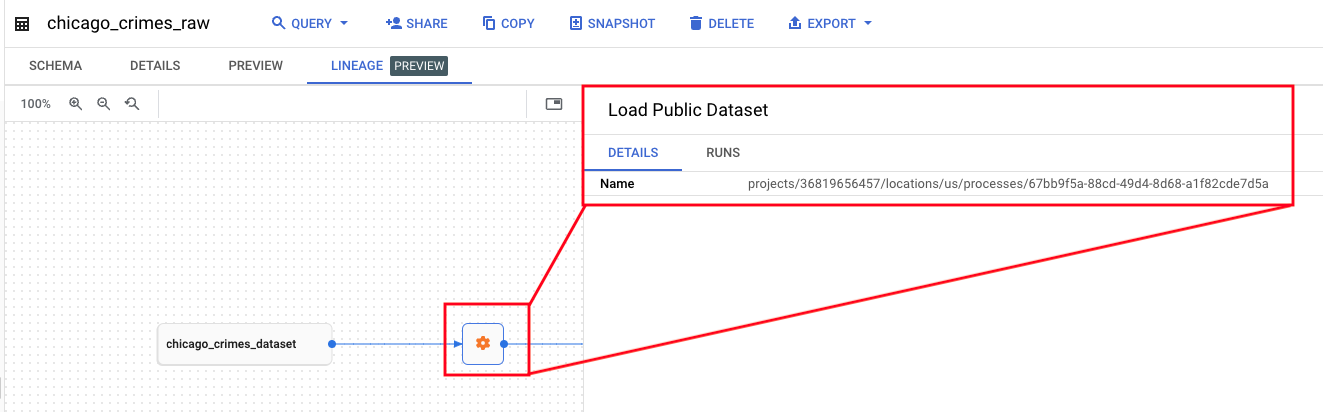 chicago_crimes_raw QUERY SHARE COPY SNAPSHOT DELETE EXPORT
SCHEMA DETAILS PREVIEW LINEAGE PREVIEW
100%
Load Public Dataset
DETAILS RUNS
Name projects/36819656457/locations/us/processes/67bb9f5a-88cd-49d4-8d68-a1f82cde7d5a
chicago_crimes_dataset